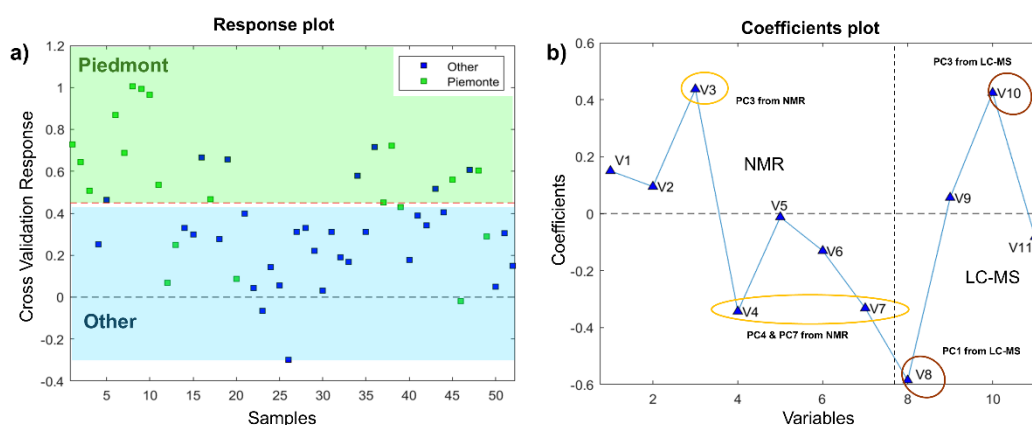 a)
Response plot
Piedmont
Other
Piemonte
Other
Cross Validation Response
1.2
1
0.8
0.6
0.4
0.2
0
-0.2
-0.4
5
10
15
20
25
30
35
40
45
50
Samples
b)
Coefficients plot
PC3 from LC-MS
V3
PC3 from NMR
V10
V1
NMR
V2
V5
V9
V6
V11
LC-MS
V4
V7
PC4 & PC7 from NMR
PC1 from LC-MS
V8
Coefficients
0.6
0.4
0.2
0
-0.2
-0.4
-0.6
2
4
6
8
10
Variables